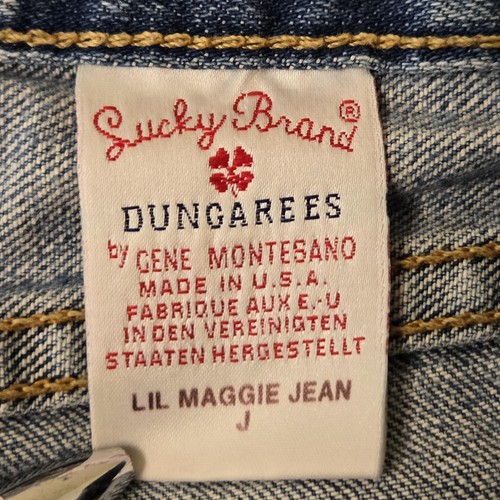 Lucky Brand®
DUNGAREES
by GENE MONTESANO
MADE IN U.S.A.
FABRIQUE AUX E.-U
IN DEN VEREINIGTEN
STAATEN HERGESTELLT
LIL MAGGIE JEAN
J